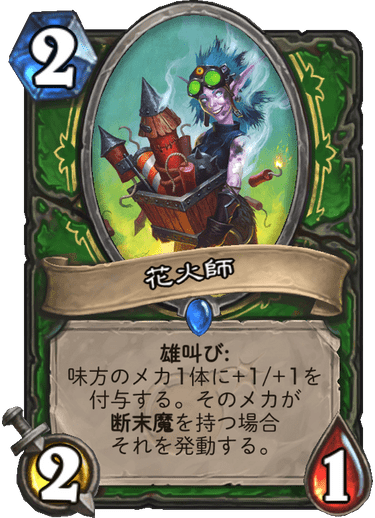 2
花火師
雄叫び:
味方のメカ1体に+1/+1を
付与する。そのメカが
断末魔を持つ場合
それを発動する。
2
1